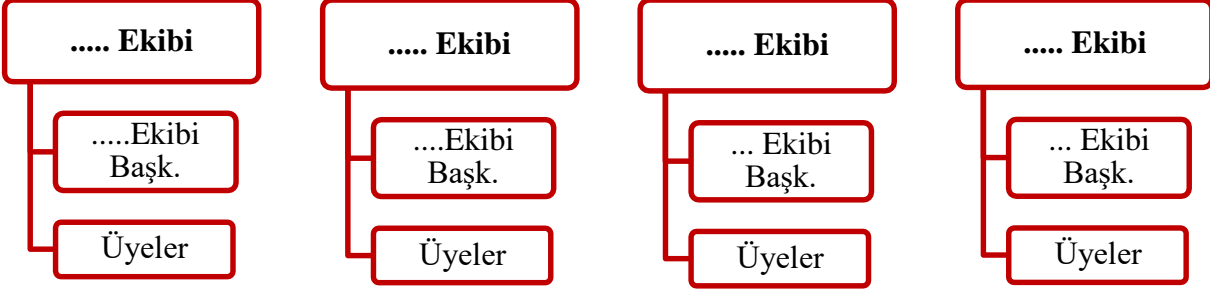 ..... Ekibi
.....Ekibi
Başk.
Üyeler
..... Ekibi
....Ekibi
Başk.
Üyeler
..... Ekibi
... Ekibi
Başk.
Üyeler
..... Ekibi
... Ekibi
Başk.
Üyeler